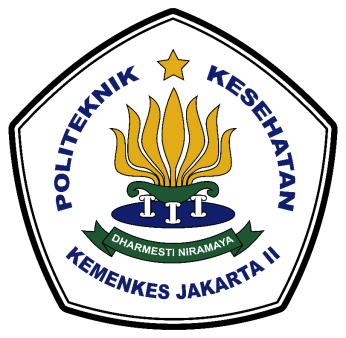 POLITEKNIK KESEHATAN
DHARMESTI NIRAMAYA
KEMENKES JAKARTA II